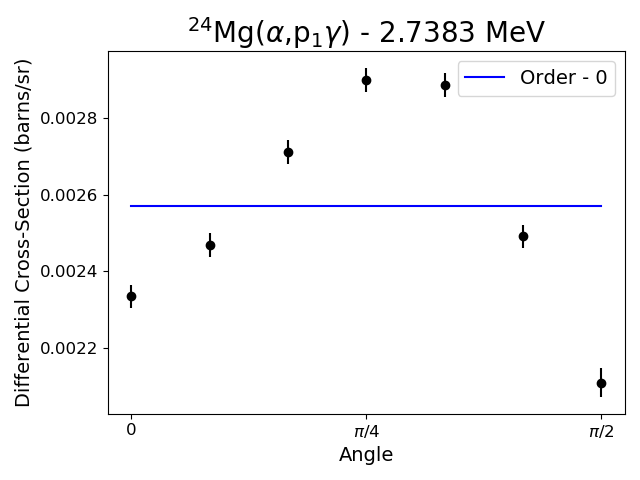 ²⁴Mg(α,p₁γ) - 2.7383 MeV
Order - 0
Differential Cross-Section (barns/sr)
0.0028
0.0026
0.0024
0.0022
0
π/4
π/2
Angle